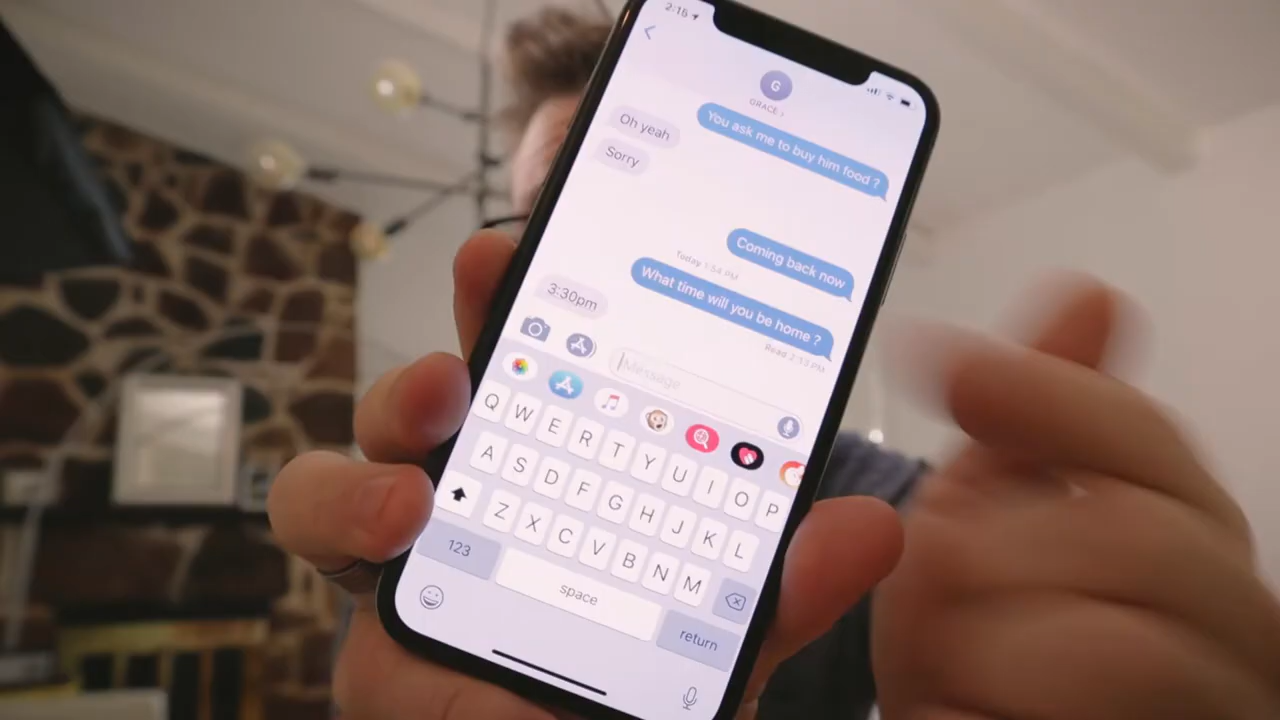 2:15
G
GRACE ›
You ask me to buy him food ?
Oh yeah
Sorry
Coming back now
Today 1:54 PM
What time will you be home ?
Read 2:13 PM
3:30pm
Message
Q W E R T Y U I O P
A S D F G H J K L
Z X C V B N M
123 space return